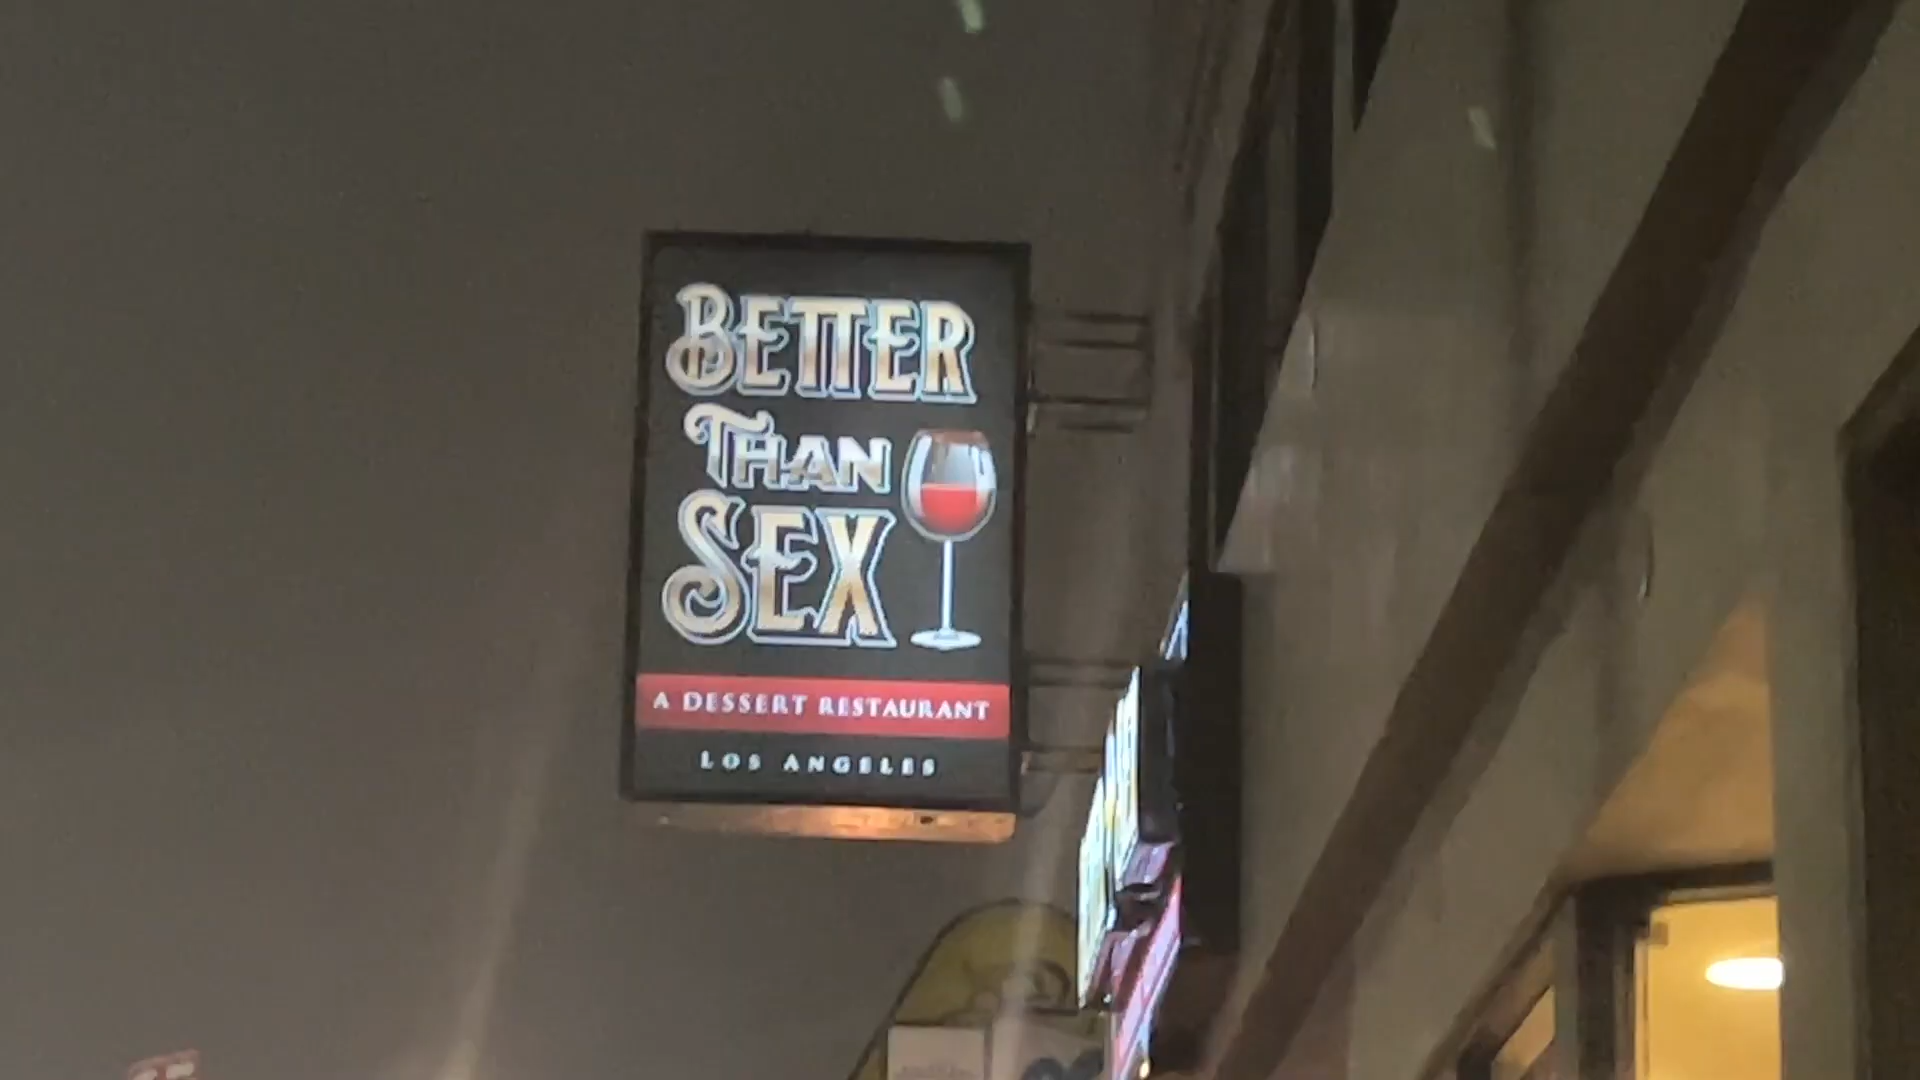 BETTER
THAN
SEX
A DESSERT RESTAURANT
LOS ANGELES